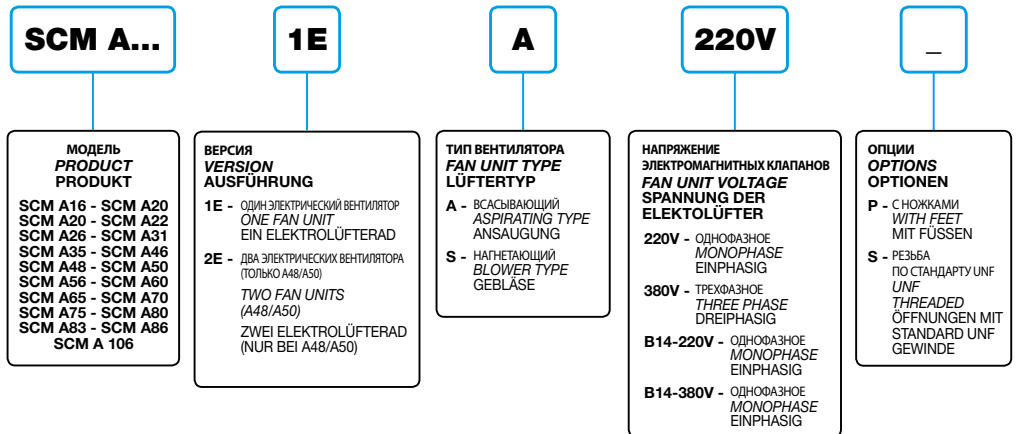 SCM A...
1E
A
220V
_
МОДЕЛЬ
PRODUCT
PRODUKT
SCM A16 - SCM A20
SCM A20 - SCM A22
SCM A26 - SCM A31
SCM A35 - SCM A46
SCM A48 - SCM A50
SCM A56 - SCM A60
SCM A65 - SCM A70
SCM A75 - SCM A80
SCM A83 - SCM A86
SCM A 106
ВЕРСИЯ
VERSION
AUSFÜHRUNG
1E - ОДИН ЭЛЕКТРИЧЕСКИЙ ВЕНТИЛЯТОР
ONE FAN UNIT
EIN ELEKTROLÜFTERAD
2E - ДВА ЭЛЕКТРИЧЕСКИХ ВЕНТИЛЯТОРА
(ТОЛЬКО A48/A50)
TWO FAN UNITS
(A48/A50)
ZWEI ELEKTROLÜFTERAD
(NUR BEI A48/A50)
ТИП ВЕНТИЛЯТОРА
FAN UNIT TYPE
LÜFTERTYP
A - ВСАСЫВАЮЩИЙ
ASPIRATING TYPE
ANSAUGUNG
S - НАГНЕТАЮЩИЙ
BLOWER TYPE
GEBLÄSE
НАПРЯЖЕНИЕ
ЭЛЕКТРОМАГНИТНЫХ КЛАПАНОВ
FAN UNIT VOLTAGE
SPANNUNG DER
ELEKTOLÜFTER
220V - ОДНОФАЗНОЕ
MONOPHASE
EINPHASIG
380V - ТРЕХФАЗНОЕ
THREE PHASE
DREIPHASIG
B14-220V - ОДНОФАЗНОЕ
MONOPHASE
EINPHASIG
B14-380V - ОДНОФАЗНОЕ
MONOPHASE
EINPHASIG
ОПЦИИ
OPTIONS
OPTIONEN
P - С НОЖКАМИ
WITH FEET
MIT FÜSSEN
S - РЕЗЬБА
ПО СТАНДАРТУ UNF
UNF
THREADED
ÖFFNUNGEN MIT
STANDARD UNF
GEWINDE